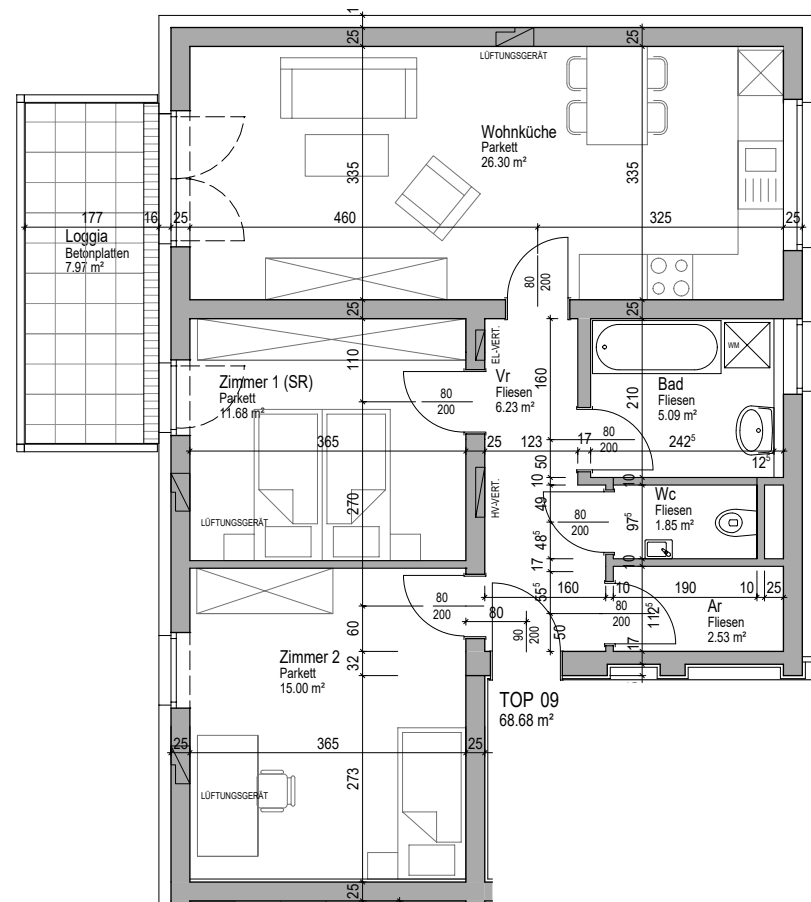 1
25
25
LÜFTUNGSGERÄT
Wohnküche
Parkett
26.30 m²
335
335
177
16
25
460
325
25
Loggia
Betonplatten
7.97 m²
80
200
25
25
110
EL-VERT.
160
WM
Zimmer 1 (SR)
Parkett
11.68 m²
Vr
Fliesen
6.23 m²
Bad
Fliesen
5.09 m²
210
80
200
80
200
365
25
123
17
242⁵
12⁵
50
10
10
270
HV-VERT.
49
Wc
Fliesen
1.85 m²
LÜFTUNGSGERÄT
80
200
97⁵
48⁵
17
10
55⁵
160
10
190
10
25
80
200
80
80
200
112⁵
Ar
Fliesen
2.53 m²
60
90
200
50
17
32
Zimmer 2
Parkett
15.00 m²
TOP 09
68.68 m²
25
365
25
273
LÜFTUNGSGERÄT
25